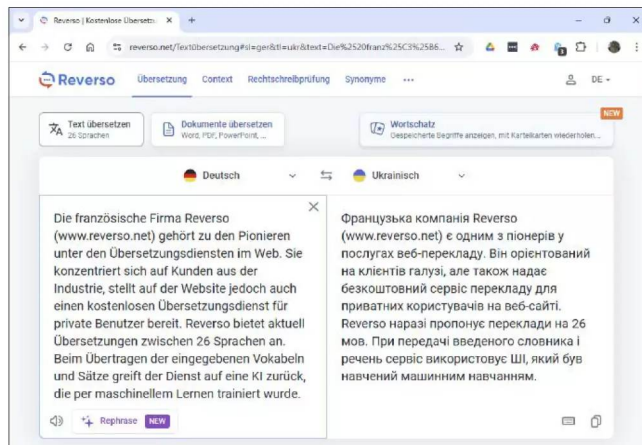 Reverso | Kostenlose Übersetz...
reverso.net/Textübersetzung#sl=ger&tl=ukr&text=Die%2520franz%25C3%25B6...
Reverso
Übersetzung Context Rechtschreibprüfung Synonyme ...
DE
Text übersetzen
26 Sprachen
Dokumente übersetzen
Word, PDF, PowerPoint, ...
Wortschatz
Gespeicherte Begriffe anzeigen, mit Karteikarten wiederholen...
NEW
Deutsch
Ukrainisch
Die französische Firma Reverso
(www.reverso.net) gehört zu den Pionieren
unter den Übersetzungsdiensten im Web. Sie
konzentriert sich auf Kunden aus der
Industrie, stellt auf der Website jedoch auch
einen kostenlosen Übersetzungsdienst für
private Benutzer bereit. Reverso bietet aktuell
Übersetzungen zwischen 26 Sprachen an.
Beim Übertragen der eingegebenen Vokabeln
und Sätze greift der Dienst auf eine KI zurück,
die per maschinellem Lernen trainiert wurde.
Rephrase NEW
Французька компанія Reverso
(www.reverso.net) є одним з піонерів у
послугах веб-перекладу. Він орієнтований
на клієнтів галузі, але також надає
безкоштовний сервіс перекладу для
приватних користувачів на веб-сайті.
Reverso наразі пропонує переклади на 26
мов. При передачі введеного словника і
речень сервіс використовує ШІ, який був
навчений машинним навчанням.